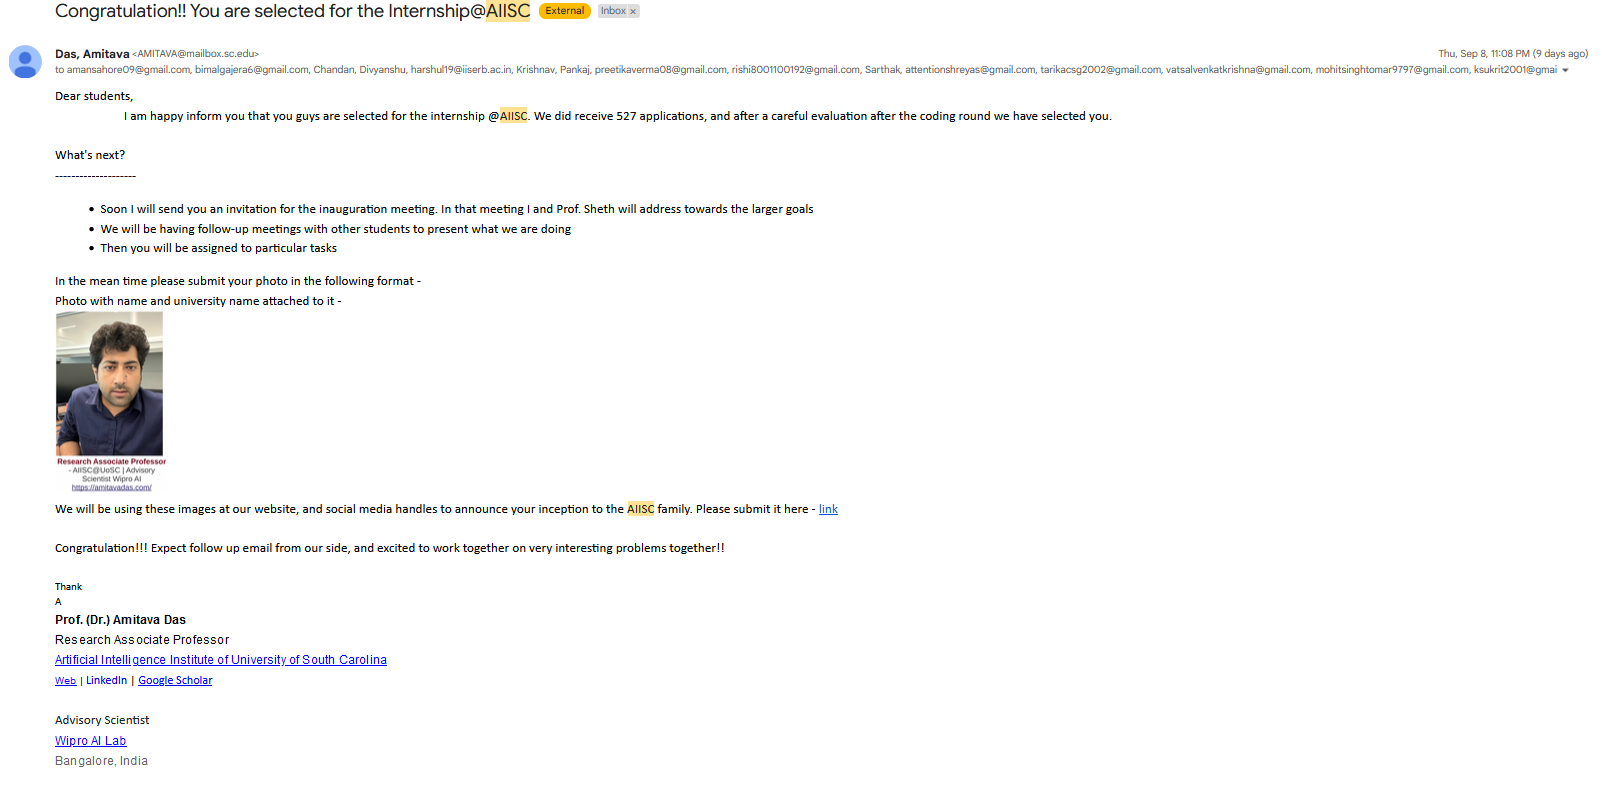 Congratulation!! You are selected for the Internship@AIISC External Inbox ×
Das, Amitava <AMITAVA@mailbox.sc.edu> Thu, Sep 8, 11:08 PM (9 days ago)
to amansahore09@gmail.com, bimalgajera6@gmail.com, Chandan, Divyanshu, harshul19@iiserb.ac.in, Krishnav, Pankaj, preetikaverma08@gmail.com, rishi8001100192@gmail.com, Sarthak, attentionshreyas@gmail.com, tarikacsg2002@gmail.com, vatsalvenkatkrishna@gmail.com, mohitsinghtomar9797@gmail.com, ksukrit2001@gmai
Dear students,
I am happy inform you that you guys are selected for the internship @AIISC. We did receive 527 applications, and after a careful evaluation after the coding round we have selected you.
What's next?
--------------------
• Soon I will send you an invitation for the inauguration meeting. In that meeting I and Prof. Sheth will address towards the larger goals
• We will be having follow-up meetings with other students to present what we are doing
• Then you will be assigned to particular tasks
In the mean time please submit your photo in the following format -
Photo with name and university name attached to it -
Research Associate Professor
- AIISC@UoSC | Advisory
Scientist Wipro AI
https://amitavadas.com/
We will be using these images at our website, and social media handles to announce your inception to the AIISC family. Please submit it here - link
Congratulation!!! Expect follow up email from our side, and excited to work together on very interesting problems together!!
Thank
A
Prof. (Dr.) Amitava Das
Research Associate Professor
Artificial Intelligence Institute of University of South Carolina
Web | LinkedIn | Google Scholar
Advisory Scientist
Wipro AI Lab
Bangalore, India